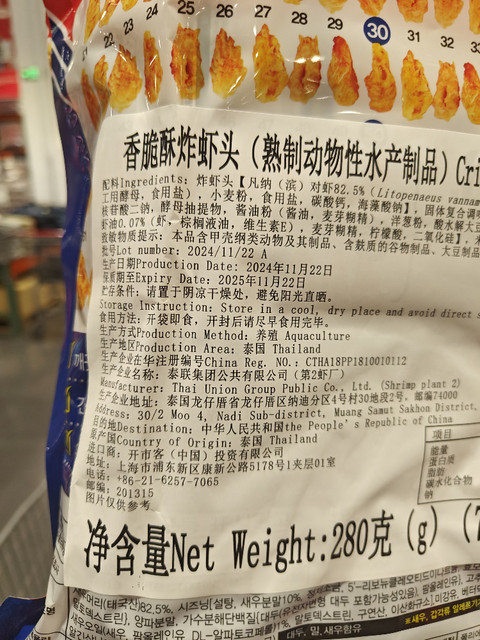 22 23 24 25 26 27 28 29 30 31 32 33
香脆酥炸虾头（熟制动物性水产制品）Cri
配料Ingredients: 炸虾头【凡纳（滨）对虾82.5%（Litopenaeus vannam
工用酵母，食用盐），小麦粉，食用盐，碳酸钙，海藻酸钠】，固体复合调味
枝苷酸二钠，酵母抽提物，酱油粉（酱油，麦芽糊精），洋葱粉，酸水解大豆
虾油0.07%（虾、棕榈液油，维生素E），麦芽糊精，柠檬酸，二氧化硅】，米
致敏物质提示：本品含甲壳纲类动物及其制品、含麸质的谷物制品、大豆制品
批号Lot number: 2024/11/22 A
生产日期Production Date: 2024年11月22日
保质期至Expiry Date: 2025年11月22日
贮存条件：请置于阴凉干燥处，避免阳光直晒。
Storage Instruction: Store in a cool, dry place and avoid direct s
食用方法：开袋即食，开封后请尽早食用完毕。
生产方式Production Method: 养殖 Aquaculture
生产地区Production Area: 泰国 Thailand
生产企业在华注册编号China Reg. NO.: CTHA18PP1810010112
生产企业名称：泰联集团公共有限公司（第2虾厂）
Manufacturer: Thai Union Group Public Co., Ltd. (Shrimp plant 2)
生产企业地址：泰国龙仔厝省龙仔厝区纳迪分区4号村30地段2号，邮编74000
Address: 30/2 Moo 4, Nadi Sub-district, Muang Samut Sakhon District,
目的地Destination: 中华人民共和国the People's Republic of China
原产国Country of Origin: 泰国 Thailand
进口商：开市客（中国）投资有限公司
地址：上海市浦东新区康新公路5178号1夹层01室
电话：+86-21-6257-7065
邮编：201315
图片仅供参考
项目
能量
蛋白质
脂肪
碳水化合物
钠
净含量Net Weight:280克（g）（7